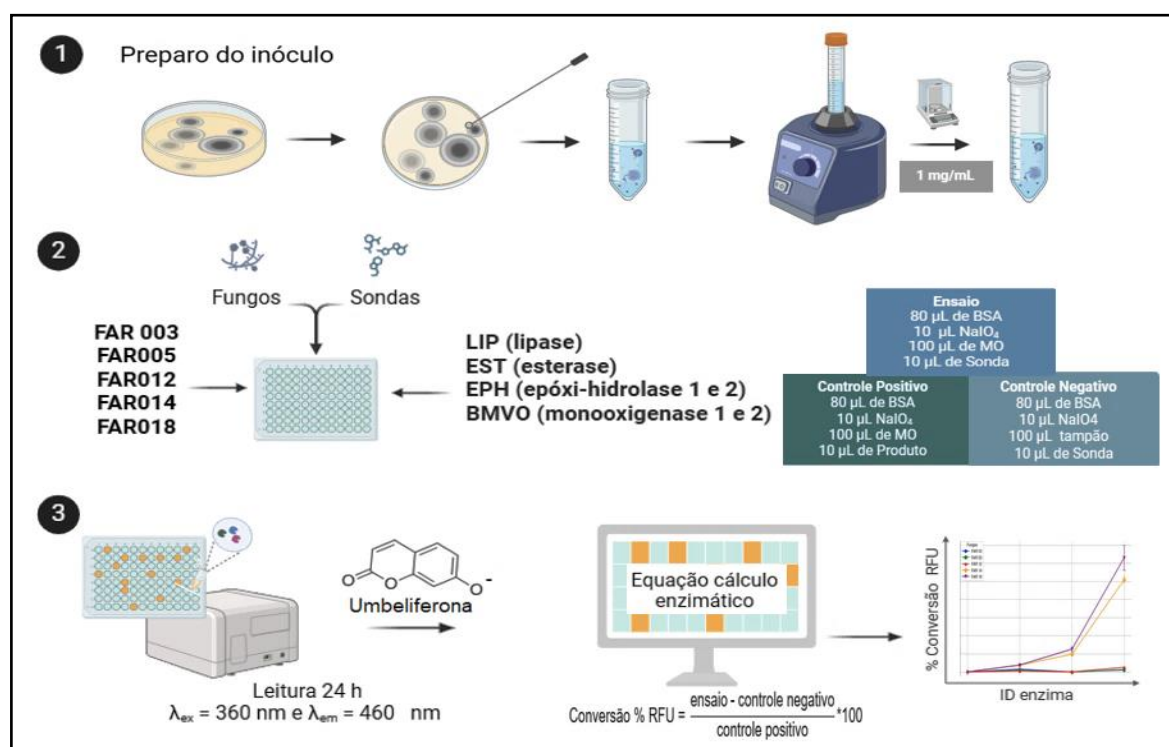 1
Preparo do inóculo
1 mg/mL
2
Fungos
Sondas
FAR 003
FAR005
FAR012
FAR014
FAR018
LIP (lipase)
EST (esterase)
EPH (epóxi-hidrolase 1 e 2)
BMVO (monooxigenase 1 e 2)
Ensaio
80 µL de BSA
10 µL NaIO₄
100 µL de MO
10 µL de Sonda
Controle Positivo
80 µL de BSA
10 µL NaIO₄
100 µL de MO
10 µL de Produto
Controle Negativo
80 µL de BSA
10 µL NaIO4
100 µL tampão
10 µL de Sonda
3
O
O
O⁻
Umbeliferona
Leitura 24 h
λex = 360 nm e λem = 460 nm
Equação cálculo
enzimático
Conversão % RFU = ensaio - controle negativo
controle positivo
*100
% Conversão RFU
ID enzima